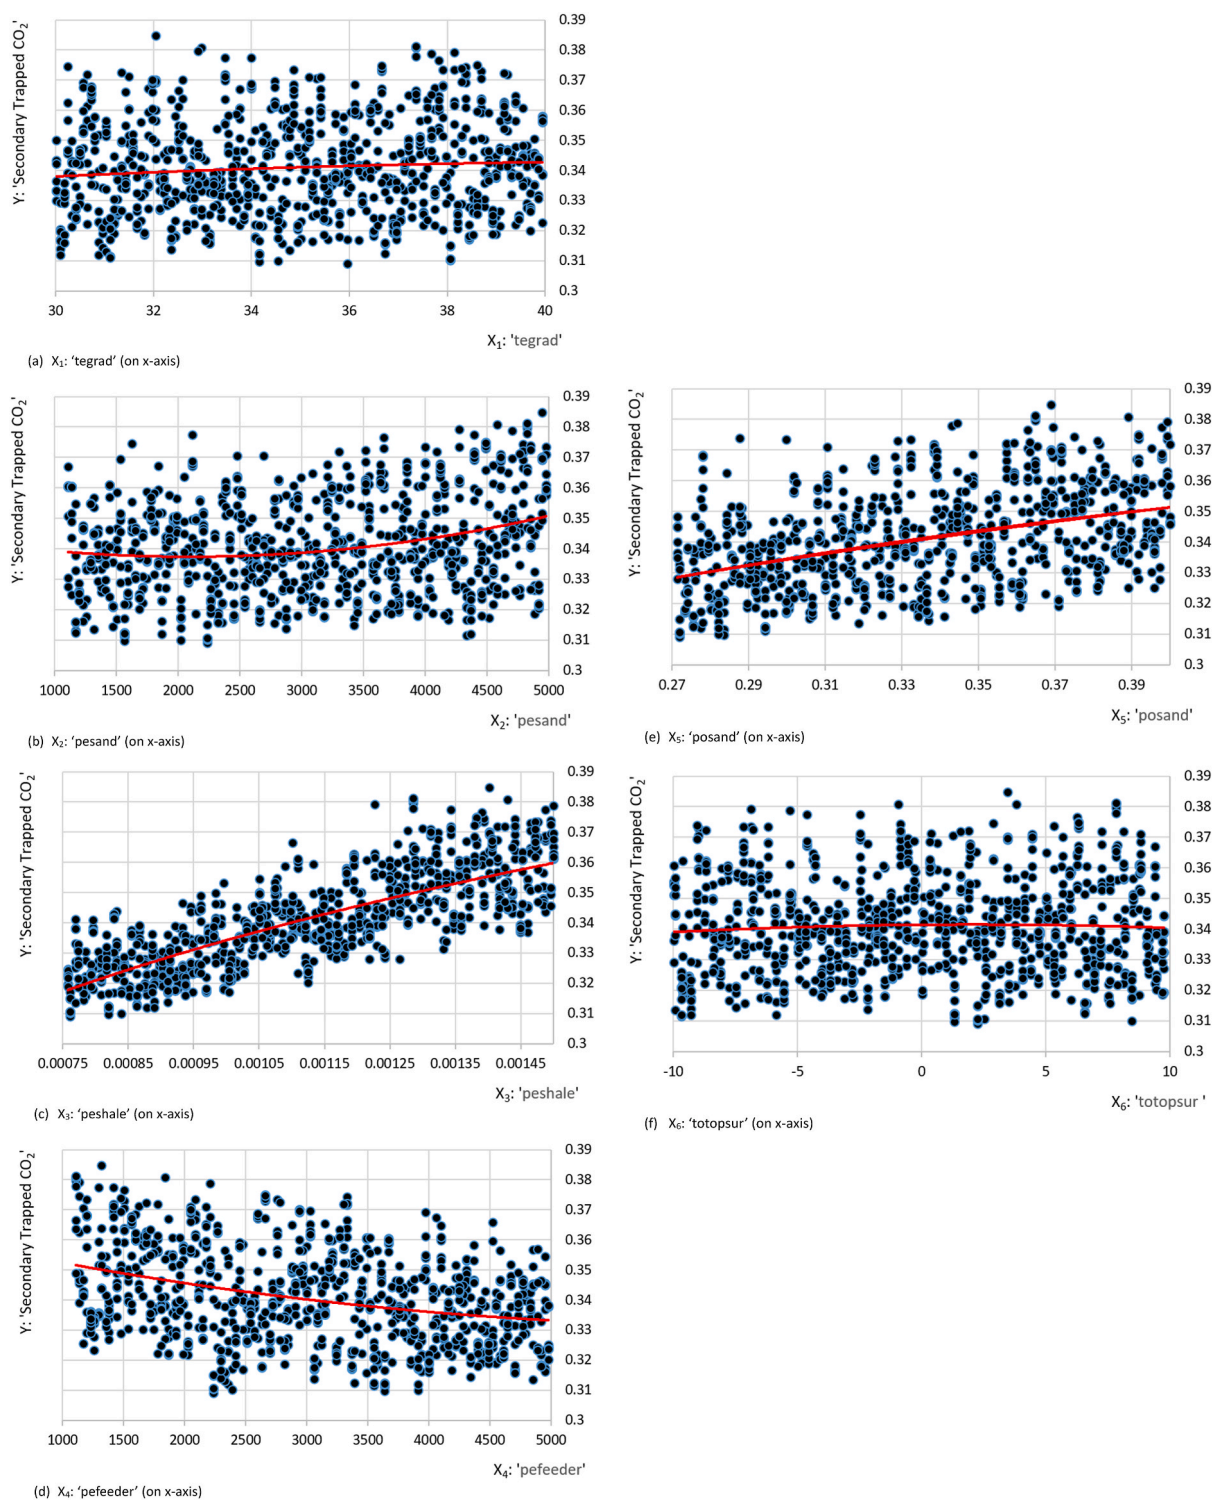 Y: 'Secondary Trapped CO2'
0.39
0.38
0.37
0.36
0.35
0.34
0.33
0.32
0.31
0.3
30 32 34 36 38 40
X1: 'tegrad'
(a) X1: ‘tegrad’ (on x-axis)
Y: 'Secondary Trapped CO2'
0.39
0.38
0.37
0.36
0.35
0.34
0.33
0.32
0.31
0.3
1000 1500 2000 2500 3000 3500 4000 4500 5000
X2: 'pesand'
(b) X2: ‘pesand’ (on x-axis)
Y: 'Secondary Trapped CO2'
0.39
0.38
0.37
0.36
0.35
0.34
0.33
0.32
0.31
0.3
0.27 0.29 0.31 0.33 0.35 0.37 0.39
X5: 'posand'
(e) X5: ‘posand’ (on x-axis)
Y: 'Secondary Trapped CO2'
0.39
0.38
0.37
0.36
0.35
0.34
0.33
0.32
0.31
0.3
0.00075 0.00085 0.00095 0.00105 0.00115 0.00125 0.00135 0.00145
X3: 'peshale'
(c) X3: ‘peshale’ (on x-axis)
Y: 'Secondary Trapped CO2'
0.39
0.38
0.37
0.36
0.35
0.34
0.33
0.32
0.31
0.3
-10 -5 0 5 10
X6: 'totopsur '
(f) X6: ‘totopsur’ (on x-axis)
Y: 'Secondary Trapped CO2'
0.39
0.38
0.37
0.36
0.35
0.34
0.33
0.32
0.31
0.3
1000 1500 2000 2500 3000 3500 4000 4500 5000
X4: 'pefeeder'
(d) X4: ‘pefeeder’ (on x-axis)